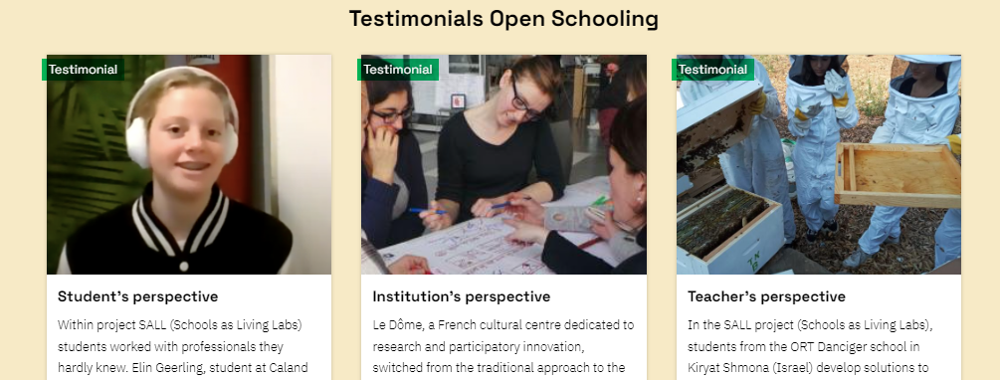 Testimonials Open Schooling
Testimonial
Testimonial
Testimonial
Student's perspective
Within project SALL (Schools as Living Labs)
students worked with professionals they
hardly knew. Elin Geerling, student at Caland
Institution's perspective
Le Dôme, a French cultural centre dedicated to
research and participatory innovation,
switched from the traditional approach to the
Teacher's perspective
In the SALL project (Schools as Living Labs),
students from the ORT Danciger school in
Kiryat Shmona (Israel) develop solutions to